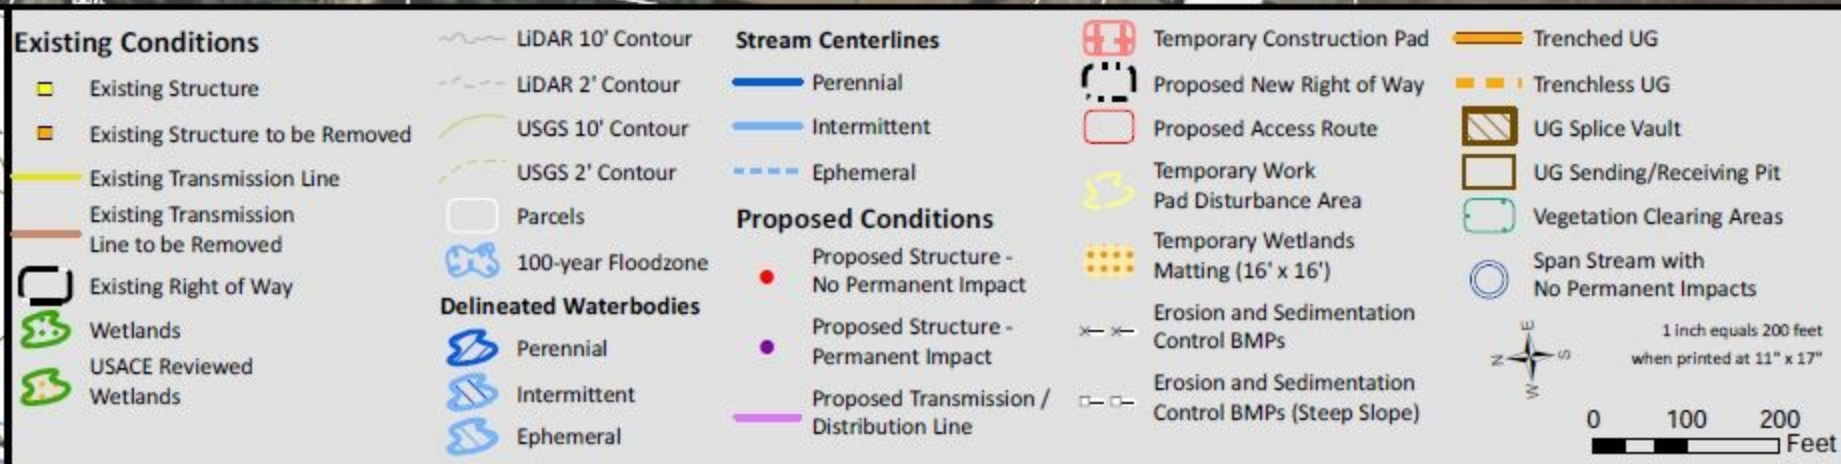 Existing Conditions
Existing Structure
Existing Structure to be Removed
Existing Transmission Line
Existing Transmission
Line to be Removed
Existing Right of Way
Wetlands
USACE Reviewed
Wetlands
LiDAR 10' Contour
LiDAR 2' Contour
USGS 10' Contour
USGS 2' Contour
Parcels
100-year Floodzone
Delineated Waterbodies
Perennial
Intermittent
Ephemeral
Stream Centerlines
Perennial
Intermittent
Ephemeral
Proposed Conditions
Proposed Structure -
No Permanent Impact
Proposed Structure -
Permanent Impact
Proposed Transmission /
Distribution Line
Temporary Construction Pad
Proposed New Right of Way
Proposed Access Route
Temporary Work
Pad Disturbance Area
Temporary Wetlands
Matting (16' x 16')
Erosion and Sedimentation
Control BMPs
Erosion and Sedimentation
Control BMPs (Steep Slope)
Trenched UG
Trenchless UG
UG Splice Vault
UG Sending/Receiving Pit
Vegetation Clearing Areas
Span Stream with
No Permanent Impacts
E
N S
W
1 inch equals 200 feet
when printed at 11" x 17"
0 100 200
Feet